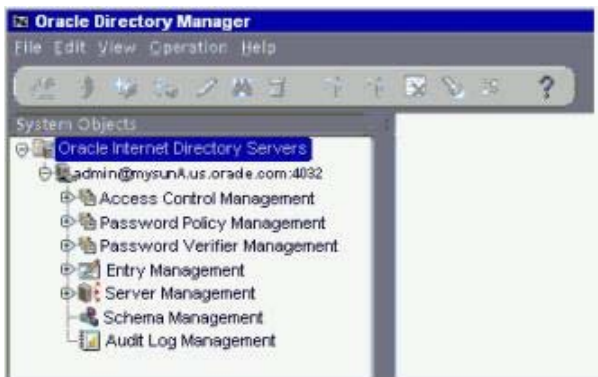 Oracle Directory Manager
File Edit View Operation Help
?
System Objects
Oracle Internet Directory Servers
admin@mysunA.us.orade.com:4032
Access Control Management
Password Policy Management
Password Verifier Management
Entry Management
Server Management
Schema Management
Audit Log Management